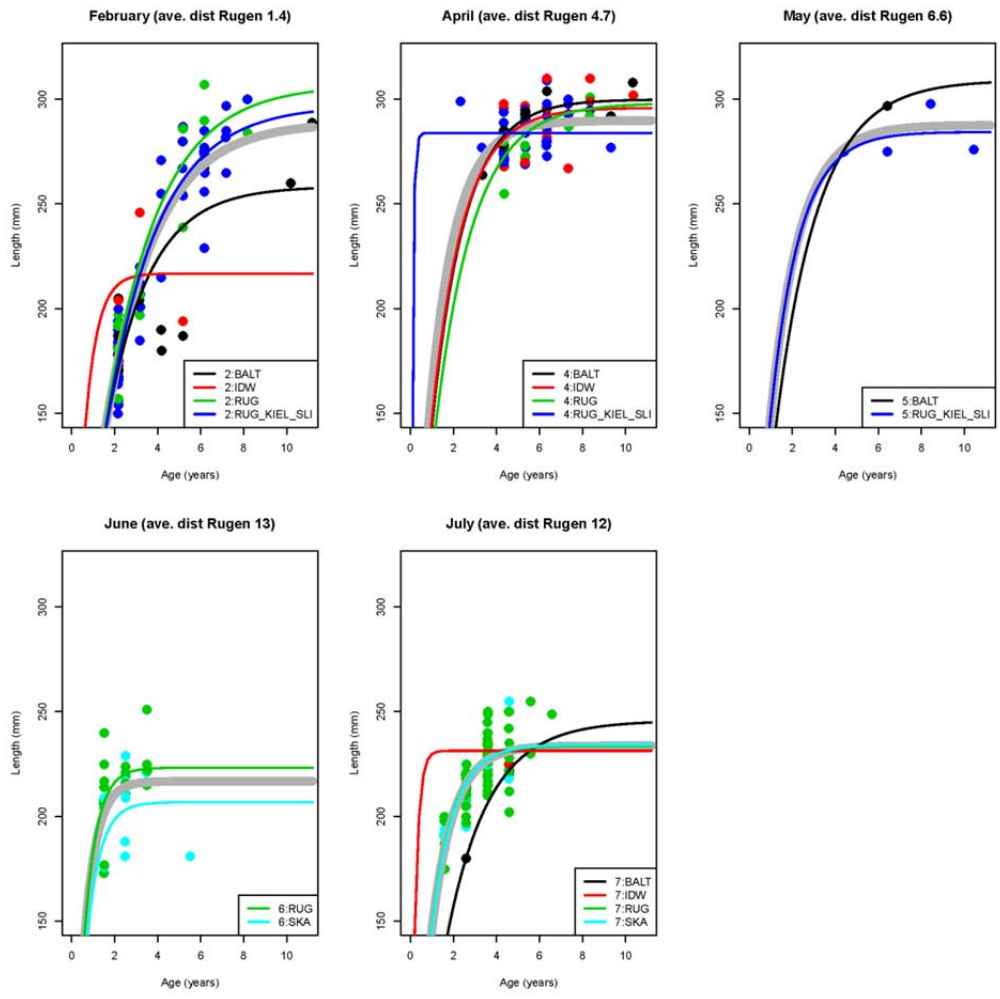 February (ave. dist Rugen 1.4)
Length (mm)
300
250
200
150
0 2 4 6 8 10
Age (years)
2:BALT
2:IDW
2:RUG
2:RUG_KIEL_SLI
April (ave. dist Rugen 4.7)
Length (mm)
300
250
200
150
0 2 4 6 8 10
Age (years)
4:BALT
4:IDW
4:RUG
4:RUG_KIEL_SLI
May (ave. dist Rugen 6.6)
Length (mm)
300
250
200
150
0 2 4 6 8 10
Age (years)
5:BALT
5:RUG_KIEL_SLI
June (ave. dist Rugen 13)
Length (mm)
300
250
200
150
0 2 4 6 8 10
Age (years)
6:RUG
6:SKA
July (ave. dist Rugen 12)
Length (mm)
300
250
200
150
0 2 4 6 8 10
Age (years)
7:BALT
7:IDW
7:RUG
7:SKA